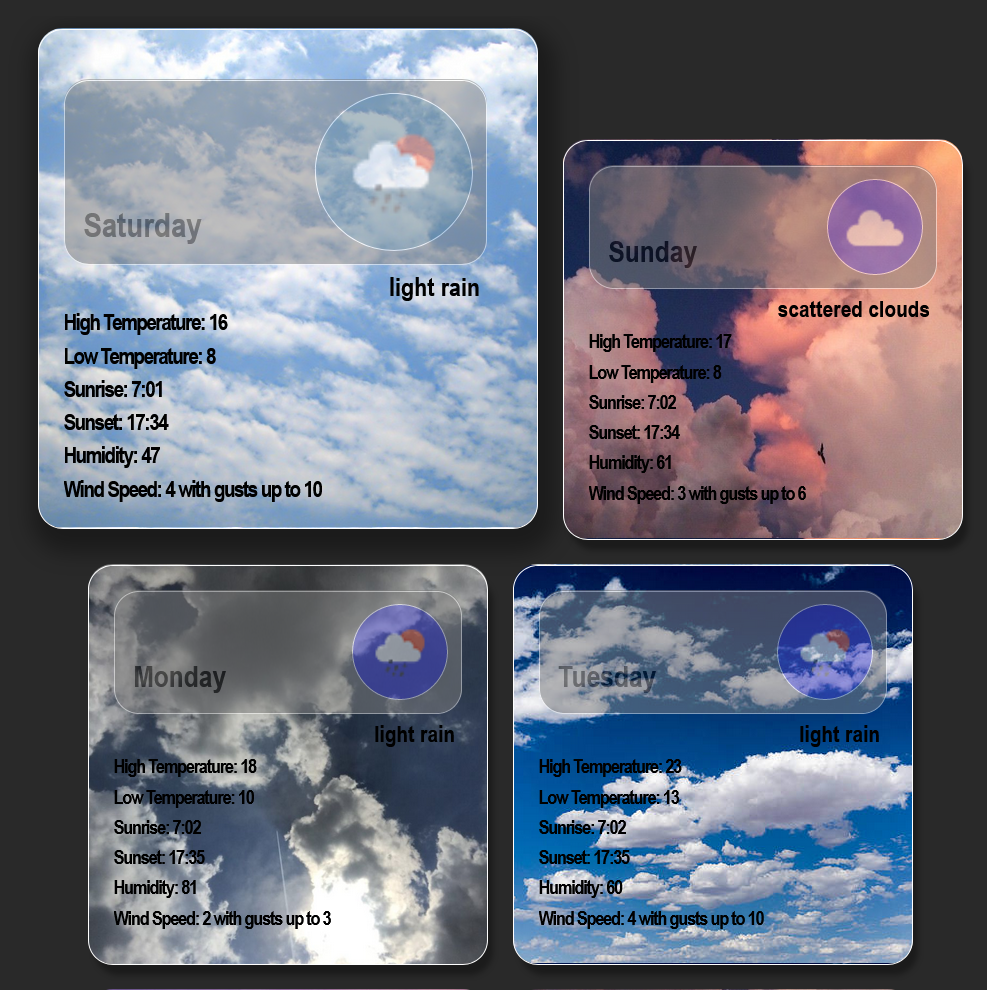 Saturday
light rain
High Temperature: 16
Low Temperature: 8
Sunrise: 7:01
Sunset: 17:34
Humidity: 47
Wind Speed: 4 with gusts up to 10
Sunday
scattered clouds
High Temperature: 17
Low Temperature: 8
Sunrise: 7:02
Sunset: 17:34
Humidity: 61
Wind Speed: 3 with gusts up to 6
Monday
light rain
High Temperature: 18
Low Temperature: 10
Sunrise: 7:02
Sunset: 17:35
Humidity: 81
Wind Speed: 2 with gusts up to 3
Tuesday
light rain
High Temperature: 23
Low Temperature: 13
Sunrise: 7:02
Sunset: 17:35
Humidity: 60
Wind Speed: 4 with gusts up to 10